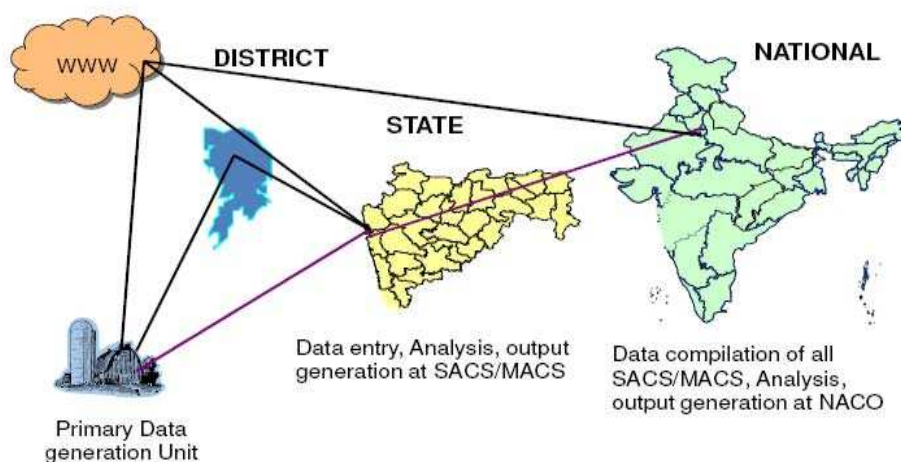 WWW
DISTRICT
STATE
NATIONAL
Data entry, Analysis, output
generation at SACS/MACS
Data compilation of all
SACS/MACS, Analysis,
output generation at NACO
Primary Data
generation Unit